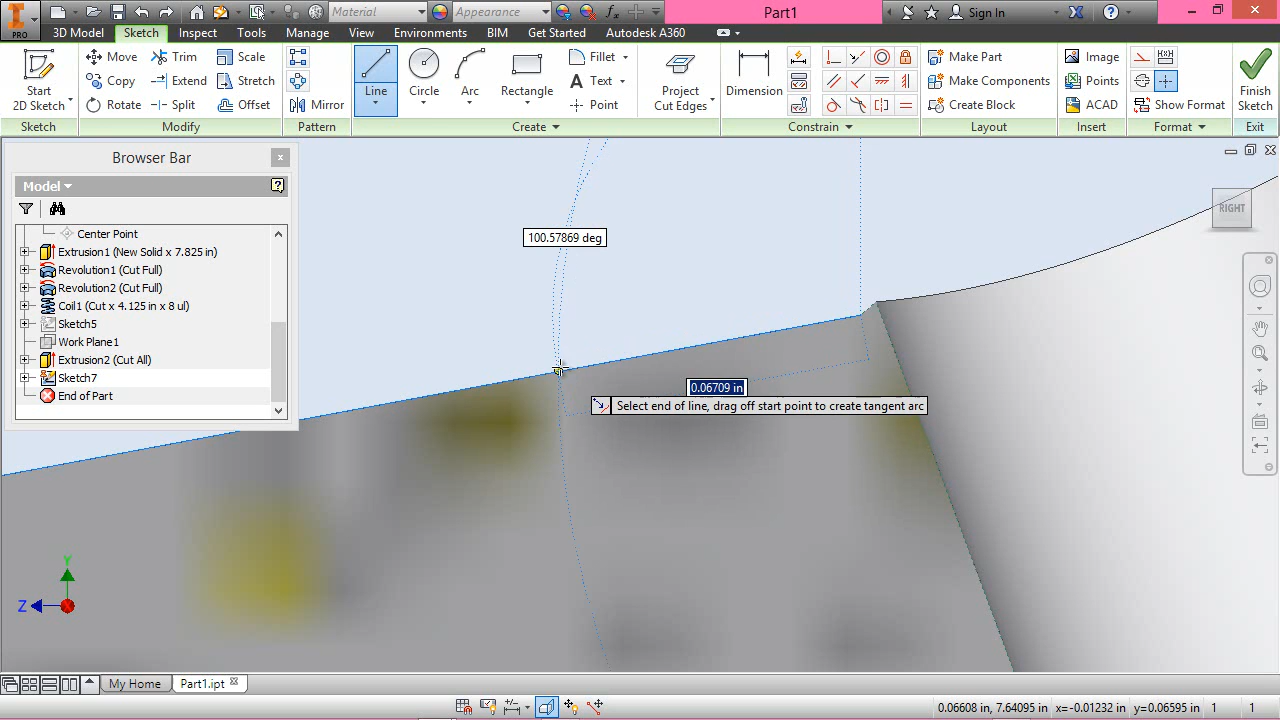 PRO
Material
Appearance
Part1
Sign In
3D Model Sketch Inspect Tools Manage View Environments BIM Get Started Autodesk A360
Start
2D Sketch
Move Trim Scale
Copy Extend Stretch
Rotate Split Offset
Mirror
Line
Circle
Arc
Rectangle
Fillet
Text
Point
Project
Cut Edges
Dimension
Make Part
Make Components
Create Block
Image
Points
ACAD
Show Format
Finish
Sketch
Sketch Modify Pattern Create Constrain Layout Insert Format Exit
Browser Bar
Model
Center Point
Extrusion1 (New Solid x 7.825 in)
Revolution1 (Cut Full)
Revolution2 (Cut Full)
Coil1 (Cut x 4.125 in x 8 ul)
Sketch5
Work Plane1
Extrusion2 (Cut All)
Sketch7
End of Part
100.57869 deg
RIGHT
0.06709 in
Select end of line, drag off start point to create tangent arc
Y
Z
My Home Part1.ipt
0.06608 in, 7.64095 in x=-0.01232 in y=0.06595 in 1 1